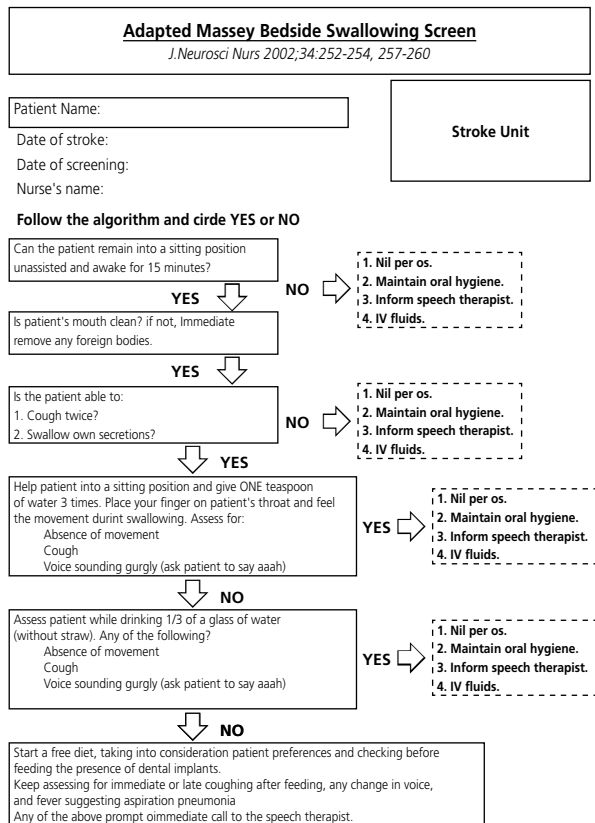 Adapted Massey Bedside Swallowing Screen
J.Neurosci Nurs 2002;34:252-254, 257-260
Patient Name:
Stroke Unit
Date of stroke:
Date of screening:
Nurse's name:
Follow the algorithm and cirde YES or NO
Can the patient remain into a sitting position
unassisted and awake for 15 minutes?
NO
1. Nil per os.
2. Maintain oral hygiene.
3. Inform speech therapist.
4. IV fluids.
YES
Is patient's mouth clean? if not, Immediate
remove any foreign bodies.
YES
Is the patient able to:
1. Cough twice?
2. Swallow own secretions?
NO
1. Nil per os.
2. Maintain oral hygiene.
3. Inform speech therapist.
4. IV fluids.
YES
Help patient into a sitting position and give ONE teaspoon
of water 3 times. Place your finger on patient's throat and feel
the movement durint swallowing. Assess for:
Absence of movement
Cough
Voice sounding gurgly (ask patient to say aaah)
YES
1. Nil per os.
2. Maintain oral hygiene.
3. Inform speech therapist.
4. IV fluids.
NO
Assess patient while drinking 1/3 of a glass of water
(without straw). Any of the following?
Absence of movement
Cough
Voice sounding gurgly (ask patient to say aaah)
YES
1. Nil per os.
2. Maintain oral hygiene.
3. Inform speech therapist.
4. IV fluids.
NO
Start a free diet, taking into consideration patient preferences and checking before
feeding the presence of dental implants.
Keep assessing for immediate or late coughing after feeding, any change in voice,
and fever suggesting aspiration pneumonia
Any of the above prompt oimmediate call to the speech therapist.